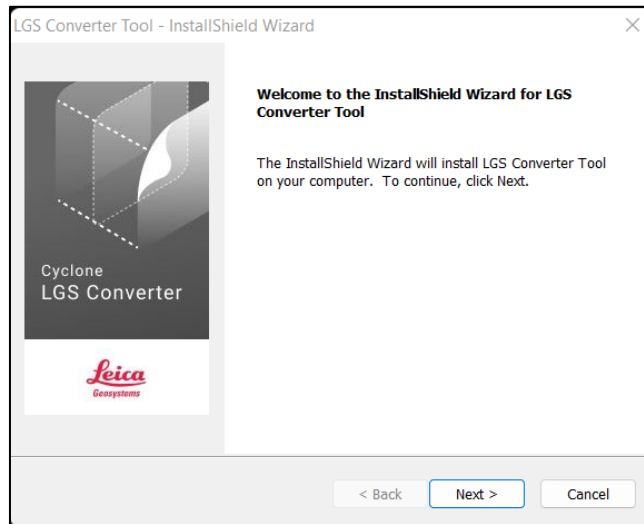 LGS Converter Tool - InstallShield Wizard
Welcome to the InstallShield Wizard for LGS
Converter Tool
The InstallShield Wizard will install LGS Converter Tool
on your computer.  To continue, click Next.
Cyclone
LGS Converter
Leica
Geosystems
< Back
Next >
Cancel